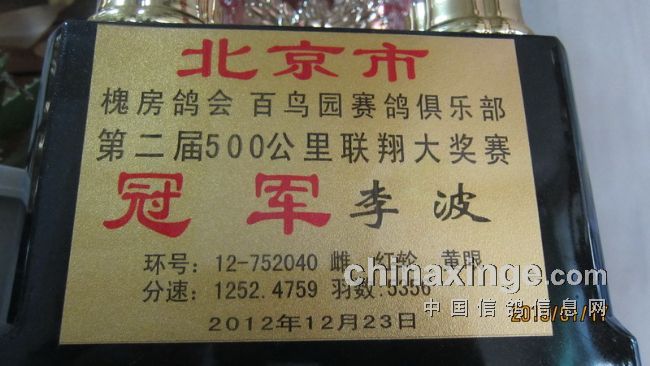 北京市
槐房鸽会 百鸟园赛鸽俱乐部
第二届500公里联翔大奖赛
冠军 李波
环号：12-752040 雌 红轮 黄眼
分速：1252.4759 羽数：5356
2012年12月23日
chinaxinge.com
中国信鸽信息网